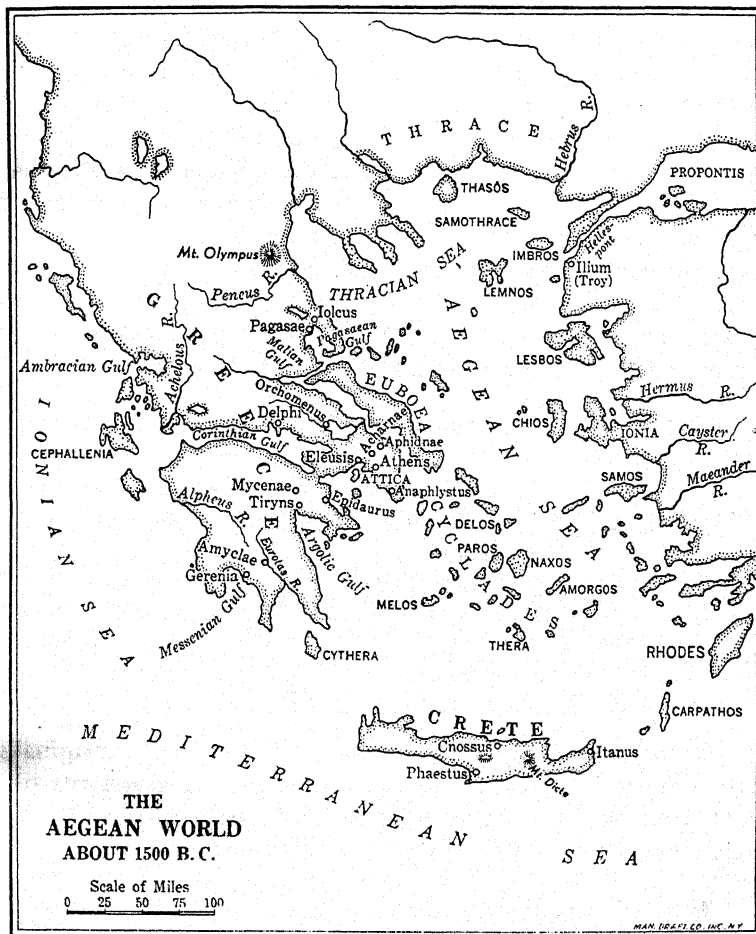 THRACE
Hebrus R.
PROPONTIS
THASOS
SAMOTHRACE
Helles-
pont
IMBROS
Mt. Olympus
THRACIAN SEA
Ilium
(Troy)
LEMNOS
Peneus R.
GREECE
Iolcus
Pagasae
Pagasaean
Gulf
Malian
Gulf
AEGEAN SEA
LESBOS
Ambracian Gulf
Achelous R.
EUBOEA
Hermus R.
Orchomenus
Delphi
Acharnae
CHIOS
IONIA
Cayster
R.
IONIAN SEA
CEPHALLENIA
Corinthian Gulf
Aphidnae
Eleusis
Athens
ATTICA
Maeander
R.
Mycenae
Anaphlystus
SAMOS
Tiryns
Epidaurus
Alpheus R.
CYCLADES
DELOS
Argolic Gulf
PAROS
Amyclae
Eurotas R.
NAXOS
Gerenia
AMORGOS
MELOS
Messenian Gulf
THERA
RHODES
CYTHERA
CARPATHOS
CRETE
MEDITERRANEAN SEA
Cnossus
Itanus
Phaestus
Mt. Dicte
THE
AEGEAN WORLD
ABOUT 1500 B.C.
Scale of Miles
0 25 50 75 100